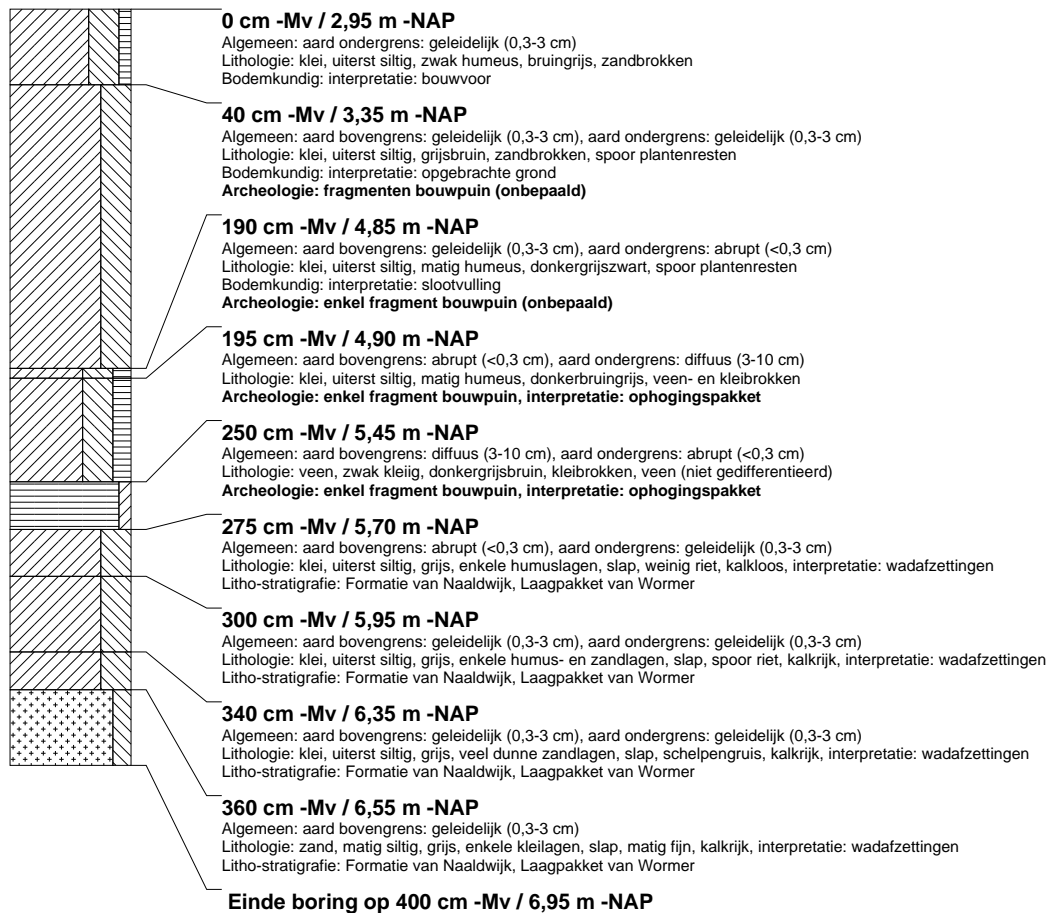 0 cm -Mv / 2,95 m -NAP
Algemeen: aard ondergrens: geleidelijk (0,3-3 cm)
Lithologie: klei, uiterst siltig, zwak humeus, bruingrijs, zandbrokken
Bodemkundig: interpretatie: bouwvoor
40 cm -Mv / 3,35 m -NAP
Algemeen: aard bovengrens: geleidelijk (0,3-3 cm), aard ondergrens: geleidelijk (0,3-3 cm)
Lithologie: klei, uiterst siltig, grijsbruin, zandbrokken, spoor plantenresten
Bodemkundig: interpretatie: opgebrachte grond
Archeologie: fragmenten bouwpuin (onbepaald)
190 cm -Mv / 4,85 m -NAP
Algemeen: aard bovengrens: geleidelijk (0,3-3 cm), aard ondergrens: abrupt (<0,3 cm)
Lithologie: klei, uiterst siltig, matig humeus, donkergrijszwart, spoor plantenresten
Bodemkundig: interpretatie: slootvulling
Archeologie: enkel fragment bouwpuin (onbepaald)
195 cm -Mv / 4,90 m -NAP
Algemeen: aard bovengrens: abrupt (<0,3 cm), aard ondergrens: diffuus (3-10 cm)
Lithologie: klei, uiterst siltig, matig humeus, donkerbruingrijs, veen- en kleibrokken
Archeologie: enkel fragment bouwpuin, interpretatie: ophogingspakket
250 cm -Mv / 5,45 m -NAP
Algemeen: aard bovengrens: diffuus (3-10 cm), aard ondergrens: abrupt (<0,3 cm)
Lithologie: veen, zwak kleiig, donkergrijsbruin, kleibrokken, veen (niet gedifferentieerd)
Archeologie: enkel fragment bouwpuin, interpretatie: ophogingspakket
275 cm -Mv / 5,70 m -NAP
Algemeen: aard bovengrens: abrupt (<0,3 cm), aard ondergrens: geleidelijk (0,3-3 cm)
Lithologie: klei, uiterst siltig, grijs, enkele humuslagen, slap, weinig riet, kalkloos, interpretatie: wadafzettingen
Litho-stratigrafie: Formatie van Naaldwijk, Laagpakket van Wormer
300 cm -Mv / 5,95 m -NAP
Algemeen: aard bovengrens: geleidelijk (0,3-3 cm), aard ondergrens: geleidelijk (0,3-3 cm)
Lithologie: klei, uiterst siltig, grijs, enkele humus- en zandlagen, slap, spoor riet, kalkrijk, interpretatie: wadafzettingen
Litho-stratigrafie: Formatie van Naaldwijk, Laagpakket van Wormer
340 cm -Mv / 6,35 m -NAP
Algemeen: aard bovengrens: geleidelijk (0,3-3 cm), aard ondergrens: geleidelijk (0,3-3 cm)
Lithologie: klei, uiterst siltig, grijs, veel dunne zandlagen, slap, schelpengruis, kalkrijk, interpretatie: wadafzettingen
Litho-stratigrafie: Formatie van Naaldwijk, Laagpakket van Wormer
360 cm -Mv / 6,55 m -NAP
Algemeen: aard bovengrens: geleidelijk (0,3-3 cm)
Lithologie: zand, matig siltig, grijs, enkele kleilagen, slap, matig fijn, kalkrijk, interpretatie: wadafzettingen
Litho-stratigrafie: Formatie van Naaldwijk, Laagpakket van Wormer
Einde boring op 400 cm -Mv / 6,95 m -NAP